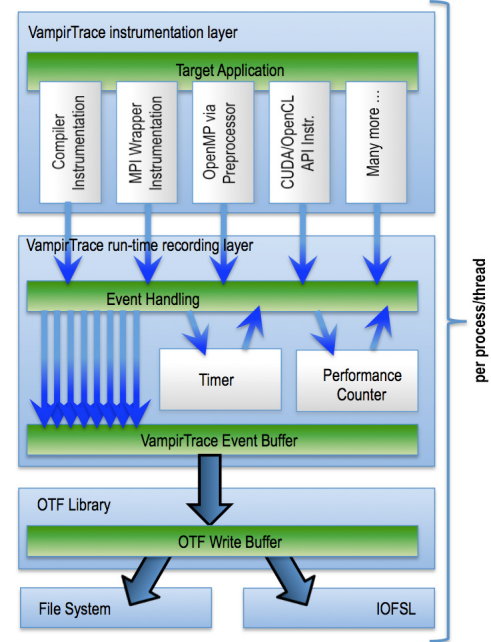 VampirTrace instrumentation layer
Target Application
Compiler
Instrumentation
MPI Wrapper
Instrumentation
OpenMP via
Preprocessor
CUDA/OpenCL
API Instr.
Many more ...
VampirTrace run-time recording layer
Event Handling
Timer
Performance
Counter
VampirTrace Event Buffer
OTF Library
OTF Write Buffer
File System
IOFSL
per process/thread